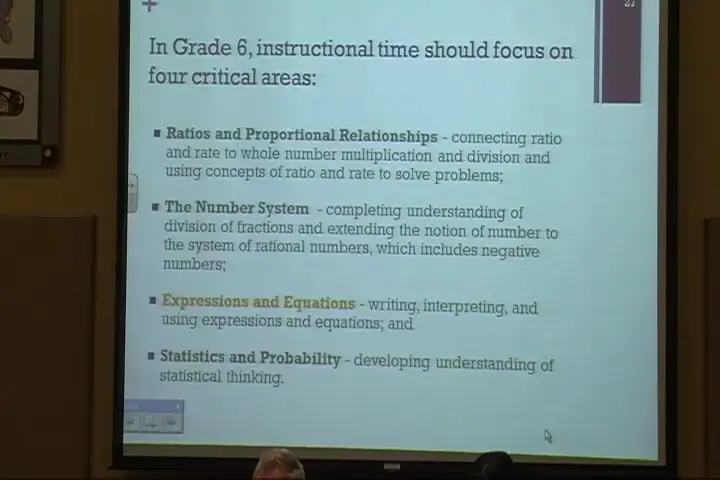 In Grade 6, instructional time should focus on
four critical areas:
■ Ratios and Proportional Relationships - connecting ratio
and rate to whole number multiplication and division and
using concepts of ratio and rate to solve problems;
■ The Number System - completing understanding of
division of fractions and extending the notion of number to
the system of rational numbers, which includes negative
numbers;
■ Expressions and Equations - writing, interpreting, and
using expressions and equations; and
■ Statistics and Probability - developing understanding of
statistical thinking.